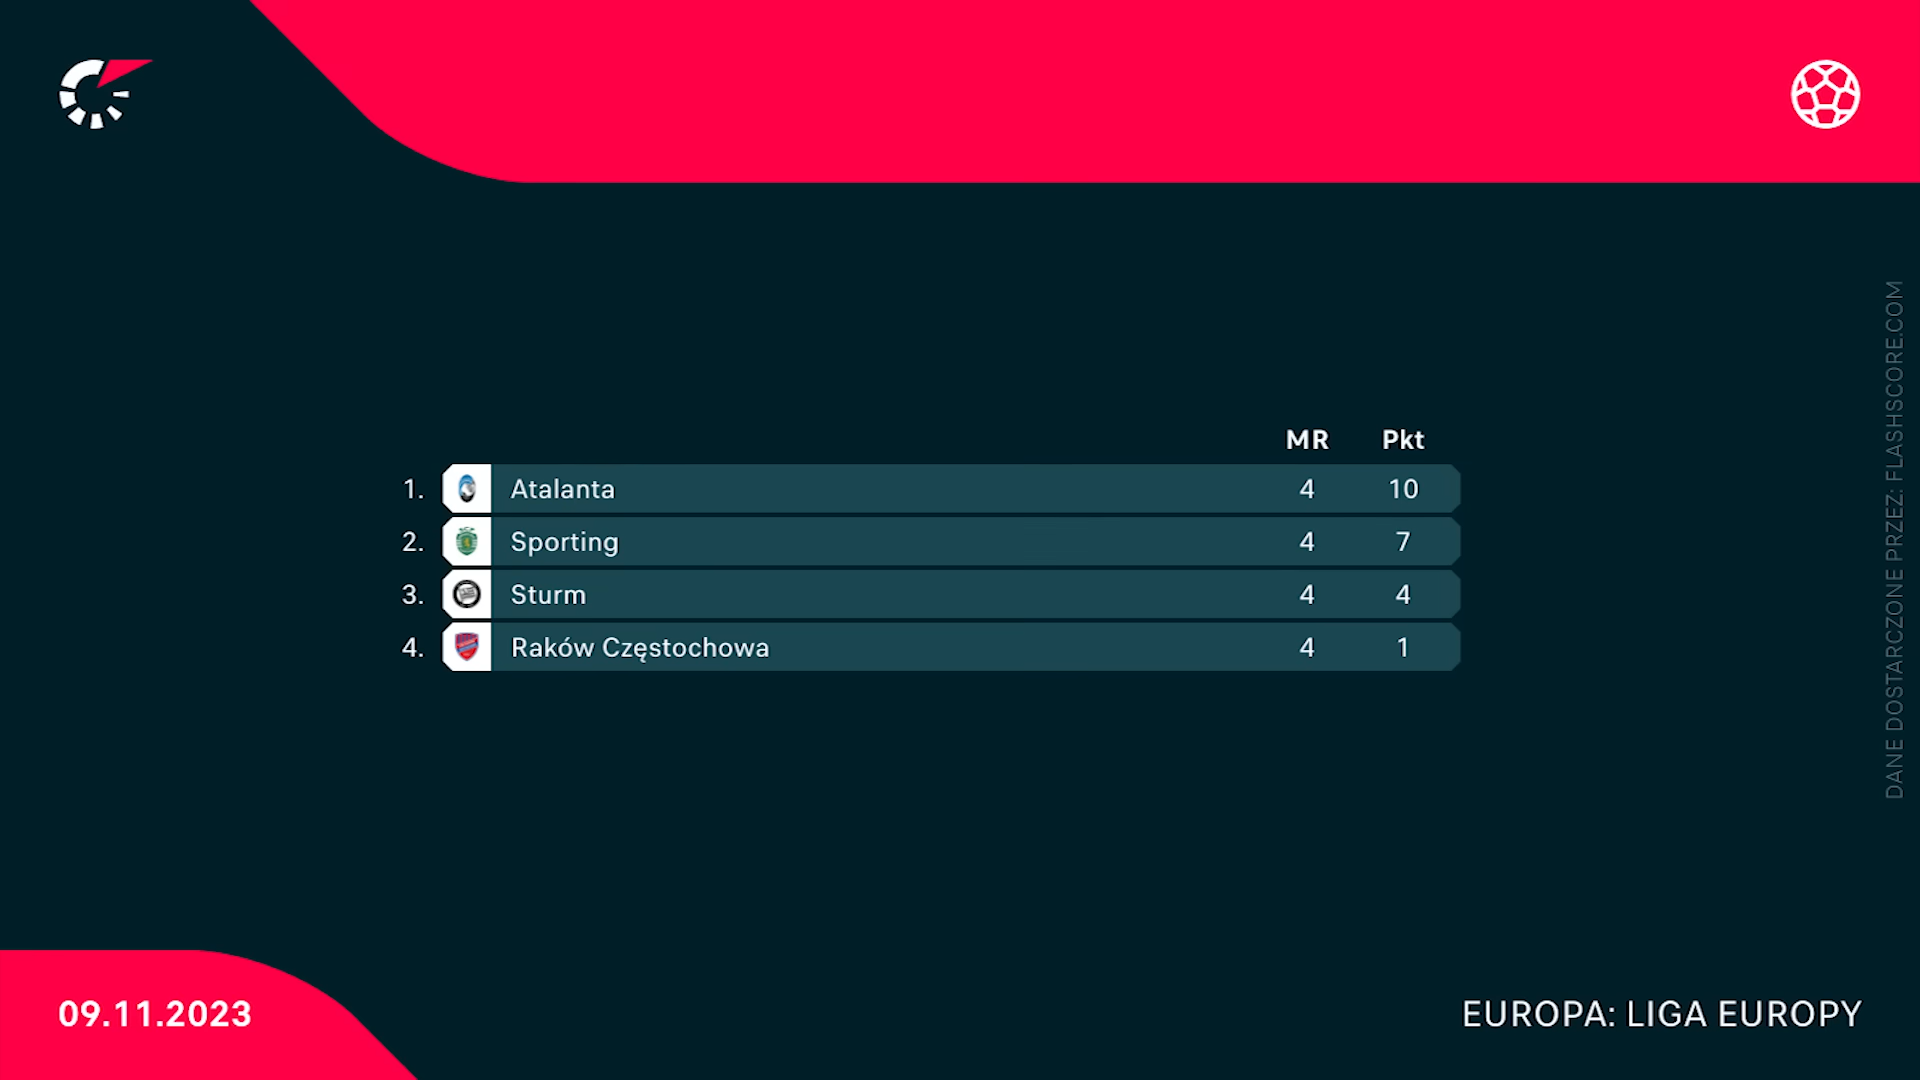 MR Pkt
1. Atalanta 4 10
2. Sporting 4 7
3. Sturm 4 4
4. Raków Częstochowa 4 1
DANE DOSTARCZONE PRZEZ: FLASHSCORE.COM
09.11.2023
EUROPA: LIGA EUROPY